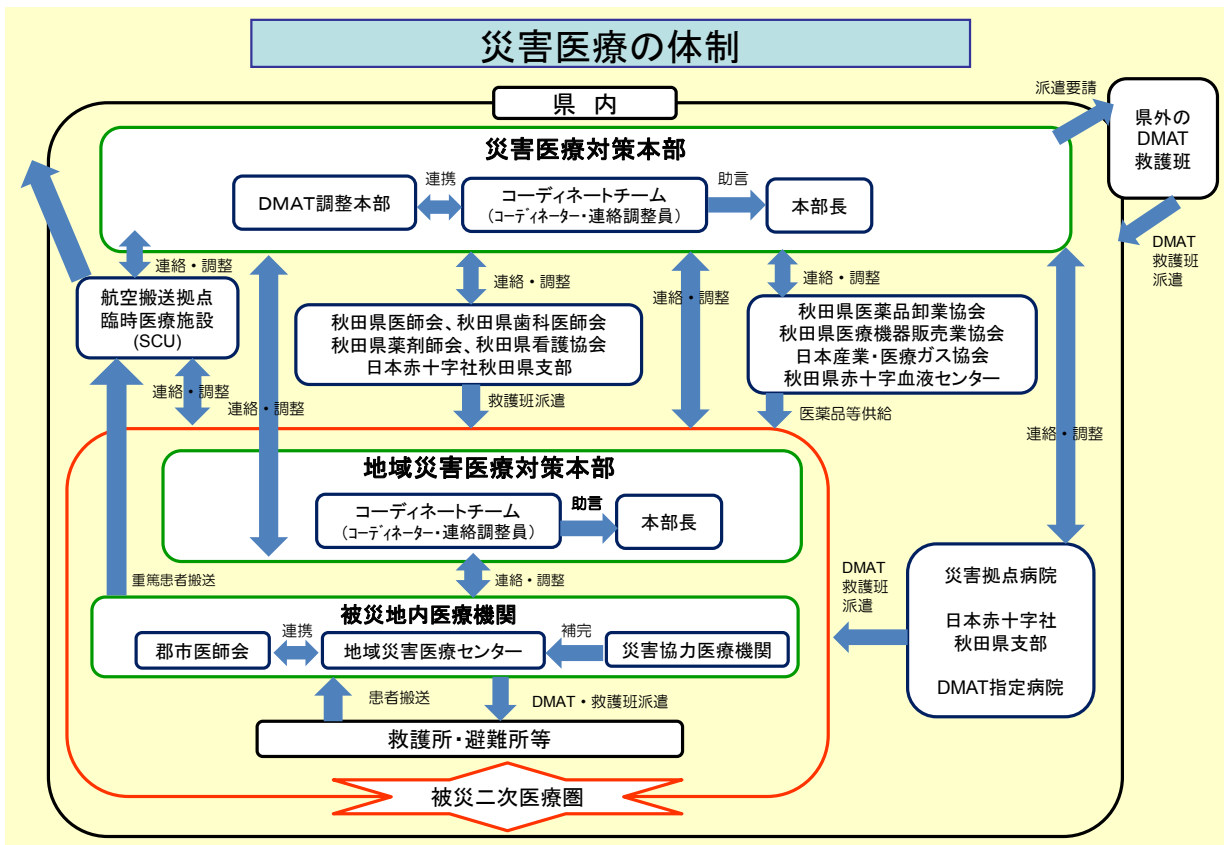 災害医療の体制
県 内
派遣要請
県外の
DMAT
救護班
災害医療対策本部
DMAT調整本部
連携
コーディネートチーム
(コーディネーター・連絡調整員)
助言
本部長
DMAT
救護班
派遣
連絡・調整
連絡・調整
連絡・調整
連絡・調整
航空搬送拠点
臨時医療施設
(SCU)
秋田県医師会、秋田県歯科医師会
秋田県薬剤師会、秋田県看護協会
日本赤十字社秋田県支部
秋田県医薬品卸業協会
秋田県医療機器販売業協会
日本産業・医療ガス協会
秋田県赤十字血液センター
連絡・調整
連絡・調整
救護班派遣
医薬品等供給
連絡・調整
地域災害医療対策本部
コーディネートチーム
(コーディネーター・連絡調整員)
助言
本部長
重篤患者搬送
連絡・調整
DMAT
救護班
派遣
災害拠点病院
日本赤十字社
秋田県支部
DMAT指定病院
被災地内医療機関
郡市医師会
連携
地域災害医療センター
補完
災害協力医療機関
患者搬送
DMAT・救護班派遣
救護所・避難所等
被災二次医療圏